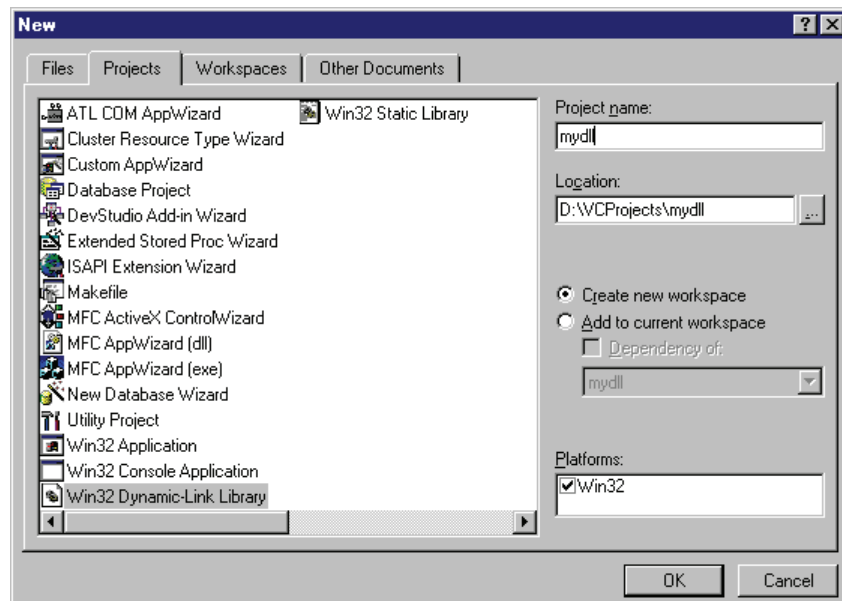 New
Files
Projects
Workspaces
Other Documents
ATL COM AppWizard
Cluster Resource Type Wizard
Custom AppWizard
Database Project
DevStudio Add-in Wizard
Extended Stored Proc Wizard
ISAPI Extension Wizard
Makefile
MFC ActiveX ControlWizard
MFC AppWizard (dll)
MFC AppWizard (exe)
New Database Wizard
Utility Project
Win32 Application
Win32 Console Application
Win32 Dynamic-Link Library
Win32 Static Library
Project name:
mydll
Location:
D:\VCProjects\mydll
...
Create new workspace
Add to current workspace
Dependency of:
mydll
Platforms:
Win32
OK
Cancel